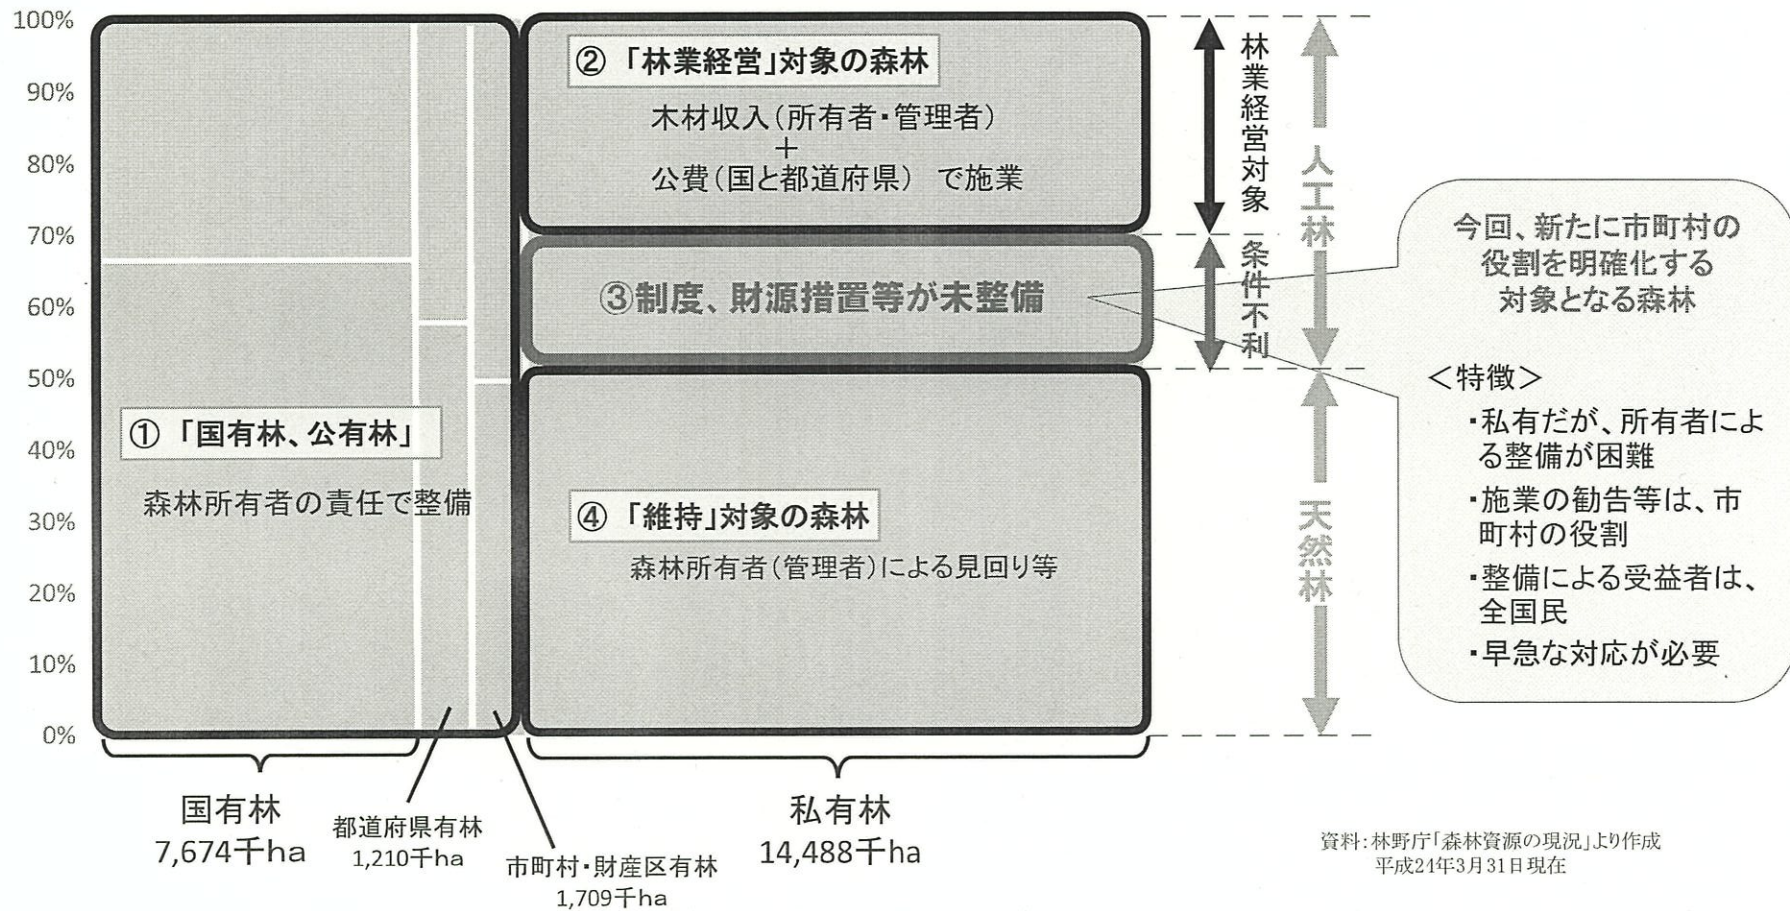 100%
90%
80%
70%
60%
50%
40%
30%
20%
10%
0%
① 「国有林、公有林」
森林所有者の責任で整備
② 「林業経営」対象の森林
木材収入(所有者・管理者)
+
公費(国と都道府県) で施業
③制度、財源措置等が未整備
④ 「維持」対象の森林
森林所有者(管理者)による見回り等
林業経営対象
条件不利
人工林
天然林
今回、新たに市町村の
役割を明確化する
対象となる森林
<特徴>
・私有だが、所有者によ
る整備が困難
・施業の勧告等は、市
町村の役割
・整備による受益者は、
全国民
・早急な対応が必要
国有林
7,674千ha
都道府県有林
1,210千ha
市町村・財産区有林
1,709千ha
私有林
14,488千ha
資料:林野庁「森林資源の現況」より作成
平成24年3月31日現在